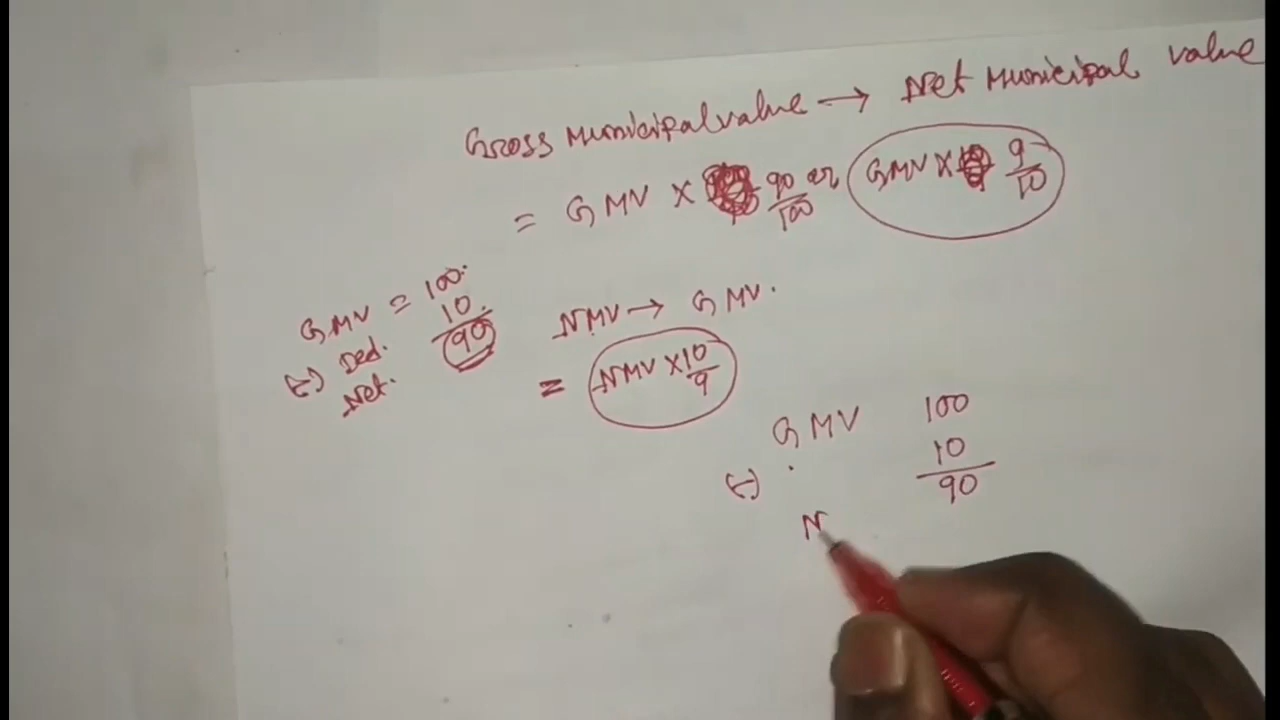 Gross Municipal value → Net Municipal value
= GMV × 90/100 or GMV × 9/10
GMV = 100.
(-) Ded. 10.
Net. 90
NMV → GMV.
= NMV × 10/9
GMV 100
(-) 10
90
N